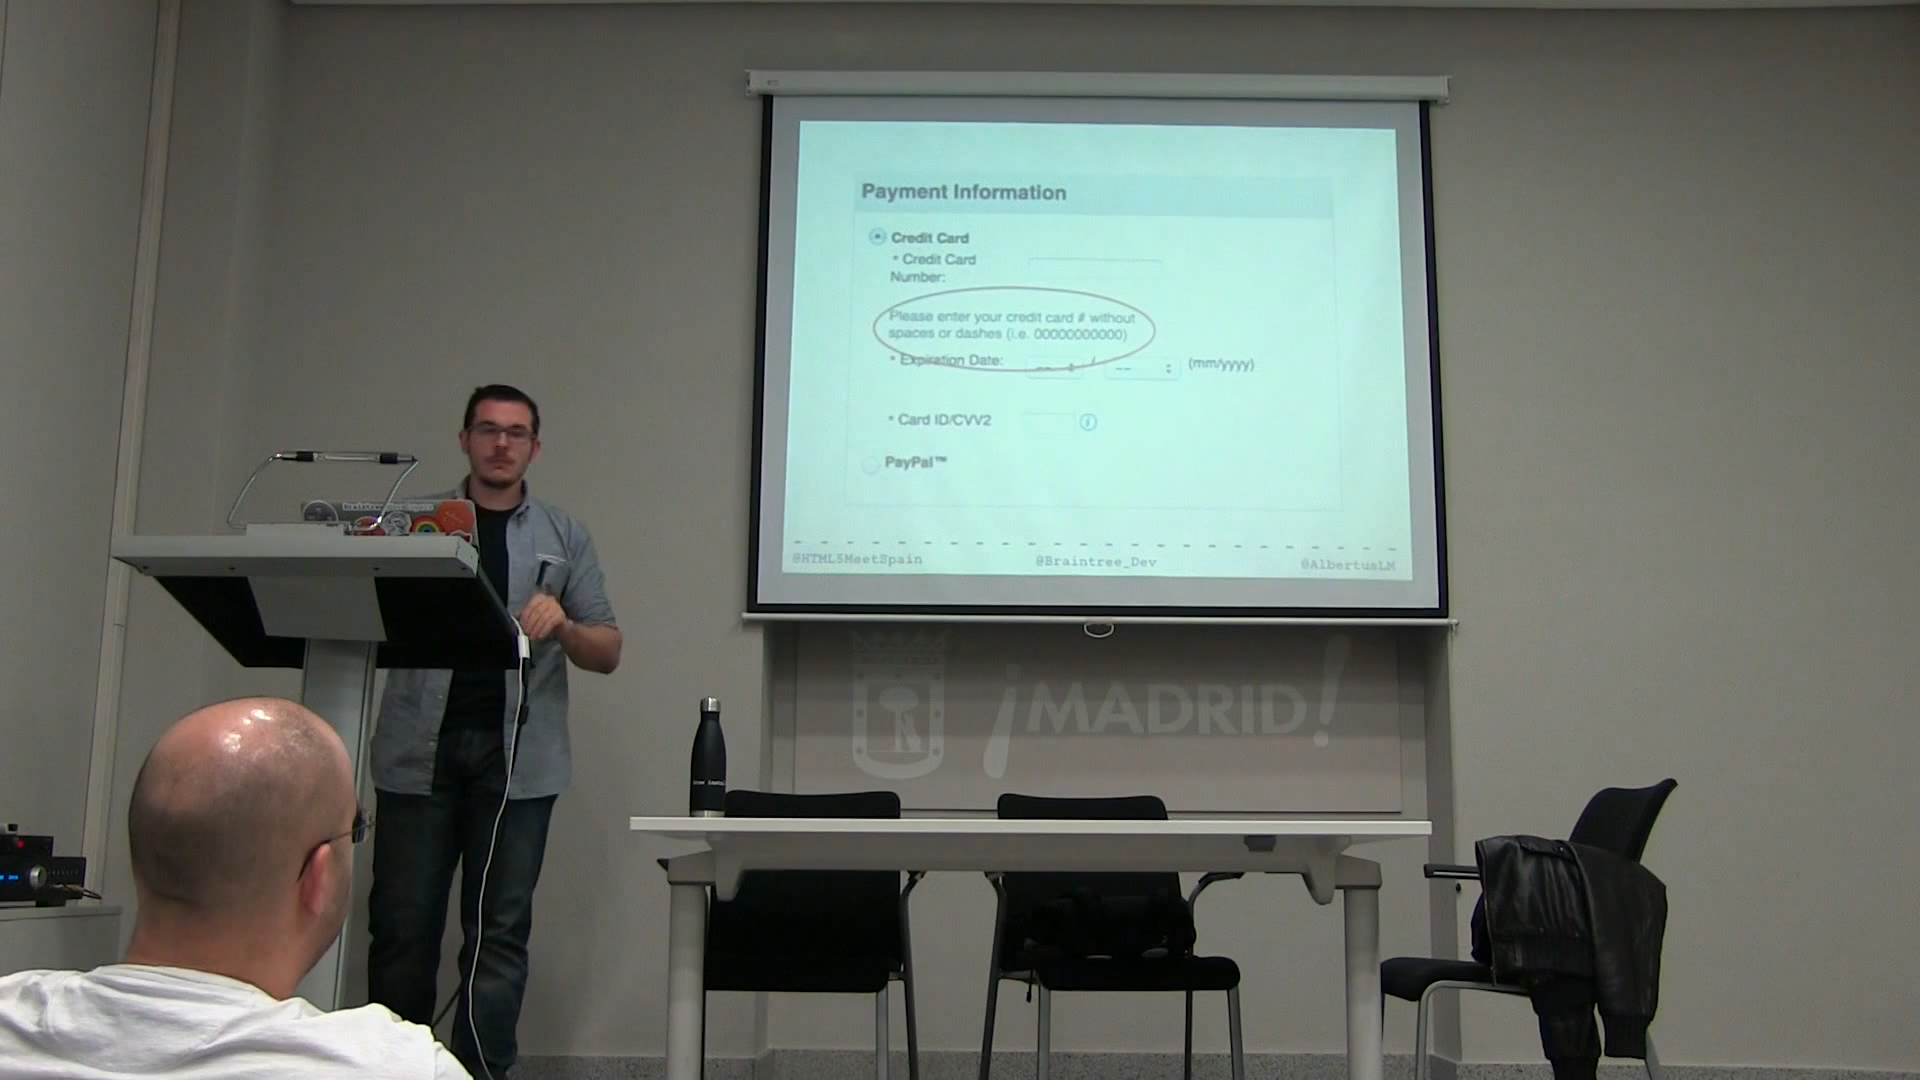 Payment Information
Credit Card
* Credit Card
Number:
Please enter your credit card # without
spaces or dashes (i.e. 00000000000)
* Expiration Date:
-- / -- (mm/yyyy)
* Card ID/CVV2
i
PayPal™
@HTML5MeetSpain @Braintree_Dev @AlbertusLM
¡MADRID!